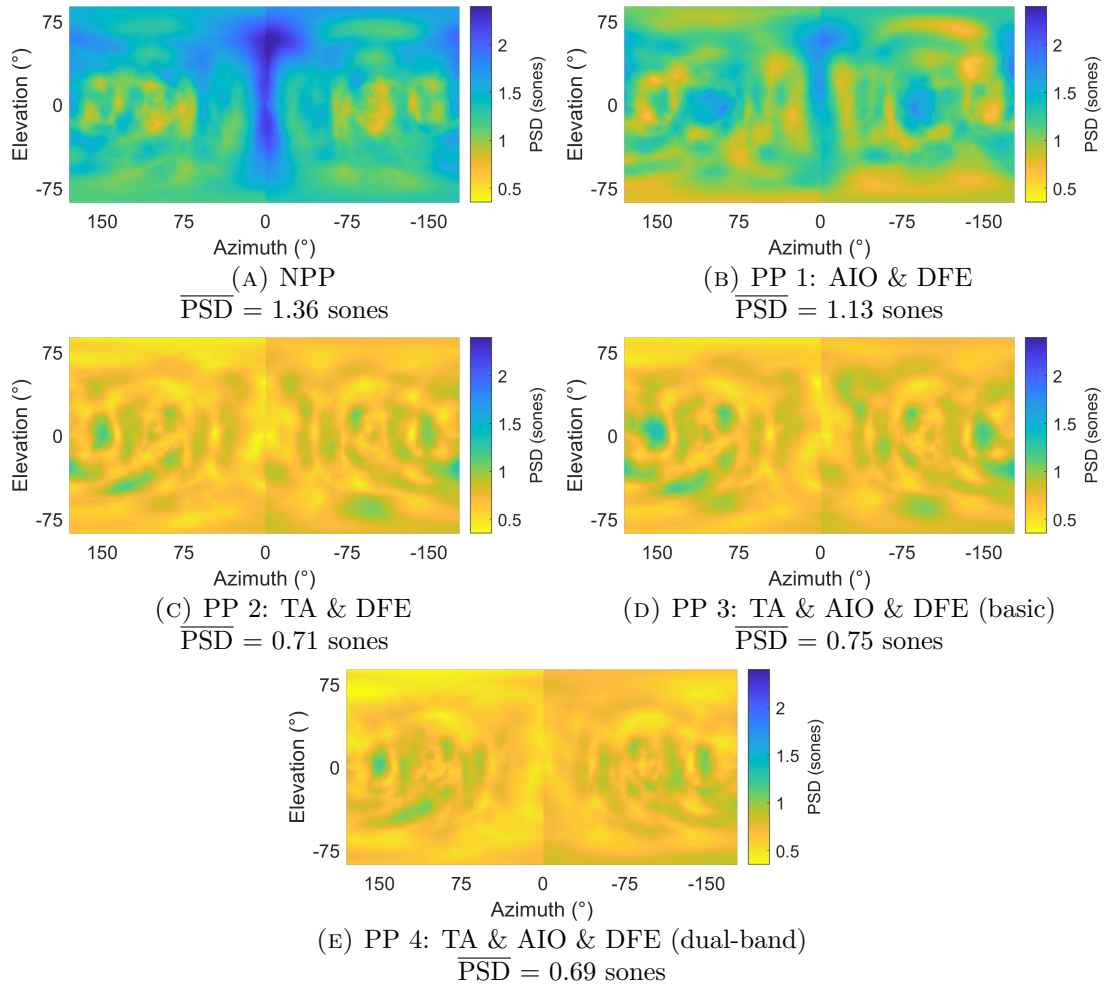 75
0
-75
Elevation (°)
150 75 0 -75 -150
Azimuth (°)
2
1.5
1
0.5
PSD (sones)
(A) NPP
PSD = 1.36 sones
75
0
-75
Elevation (°)
150 75 0 -75 -150
Azimuth (°)
2
1.5
1
0.5
PSD (sones)
(B) PP 1: AIO & DFE
PSD = 1.13 sones
75
0
-75
Elevation (°)
150 75 0 -75 -150
Azimuth (°)
2
1.5
1
0.5
PSD (sones)
(C) PP 2: TA & DFE
PSD = 0.71 sones
75
0
-75
Elevation (°)
150 75 0 -75 -150
Azimuth (°)
2
1.5
1
0.5
PSD (sones)
(D) PP 3: TA & AIO & DFE (basic)
PSD = 0.75 sones
75
0
-75
Elevation (°)
150 75 0 -75 -150
Azimuth (°)
2
1.5
1
0.5
PSD (sones)
(E) PP 4: TA & AIO & DFE (dual-band)
PSD = 0.69 sones